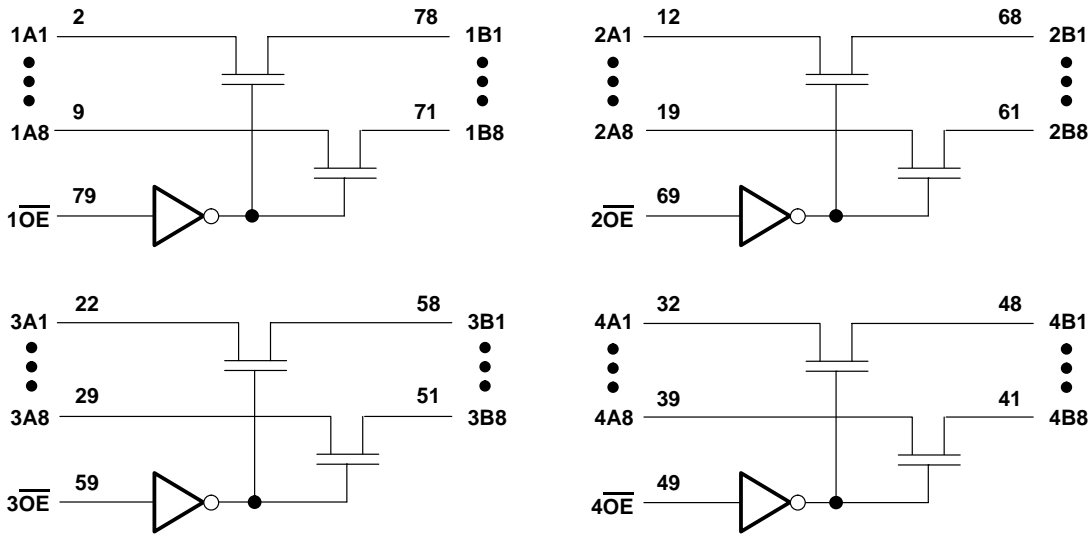 2 78 12 68
1A1 1B1 2A1 2B1
9 71 19 61
1A8 1B8 2A8 2B8
79 69
1OE 2OE
22 58 32 48
3A1 3B1 4A1 4B1
29 51 39 41
3A8 3B8 4A8 4B8
59 49
3OE 4OE